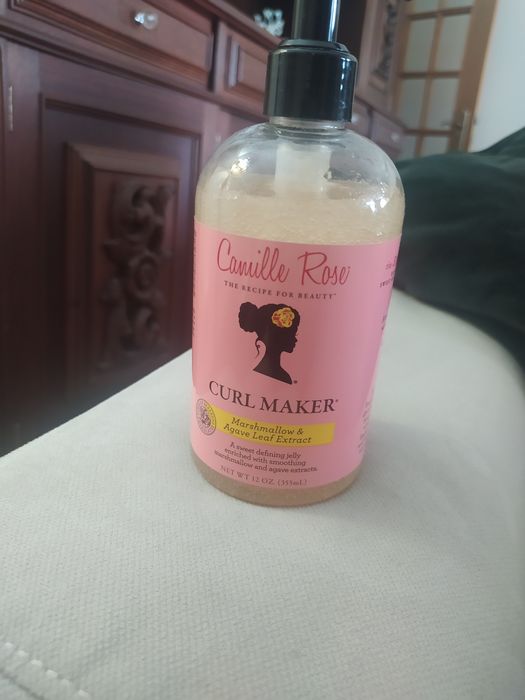 Camille Rose
THE RECIPE FOR BEAUTY™
CURL MAKER®
Marshmallow &
Agave Leaf Extract
A sweet defining jelly
enriched with smoothing
marshmallow and agave extracts.
NET WT 12 OZ. (355mL)